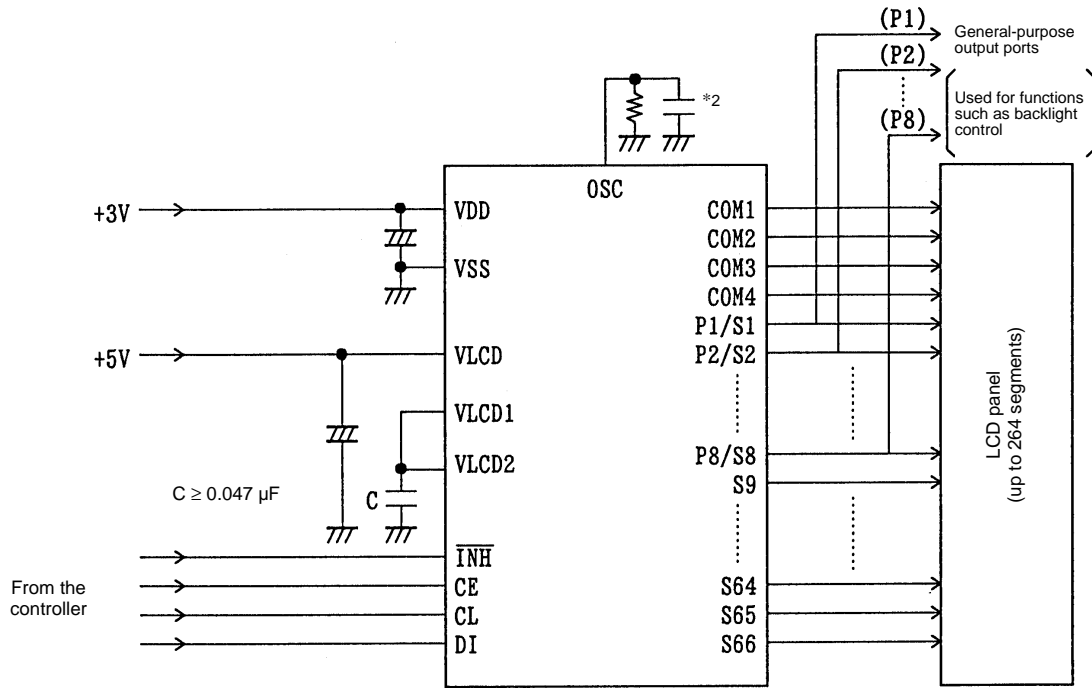 (P1)
General-purpose
output ports
(P2)
Used for functions
such as backlight
control
(P8)
*2
OSC
+3V
VDD
VSS
+5V
VLCD
VLCD1
VLCD2
C ≥ 0.047 µF
C
From the
controller
INH
CE
CL
DI
COM1
COM2
COM3
COM4
P1/S1
P2/S2
P8/S8
S9
S64
S65
S66
LCD panel
(up to 264 segments)